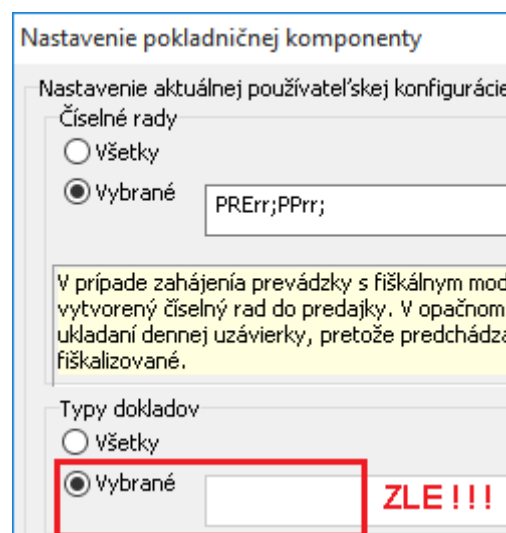 Nastavenie pokladničnej komponenty
Nastavenie aktuálnej používateľskej konfigurácie
Číselné rady
Všetky
Vybrané
PRErr;PPrr;
V prípade zahájenía prevádzky s fiškálnym mod
vytvorený číselný rad do predajky. V opačnom
ukladaní dennej uzávierky, pretože predchádza
fiškalizované.
Typy dokladov
Všetky
Vybrané
ZLE!!!